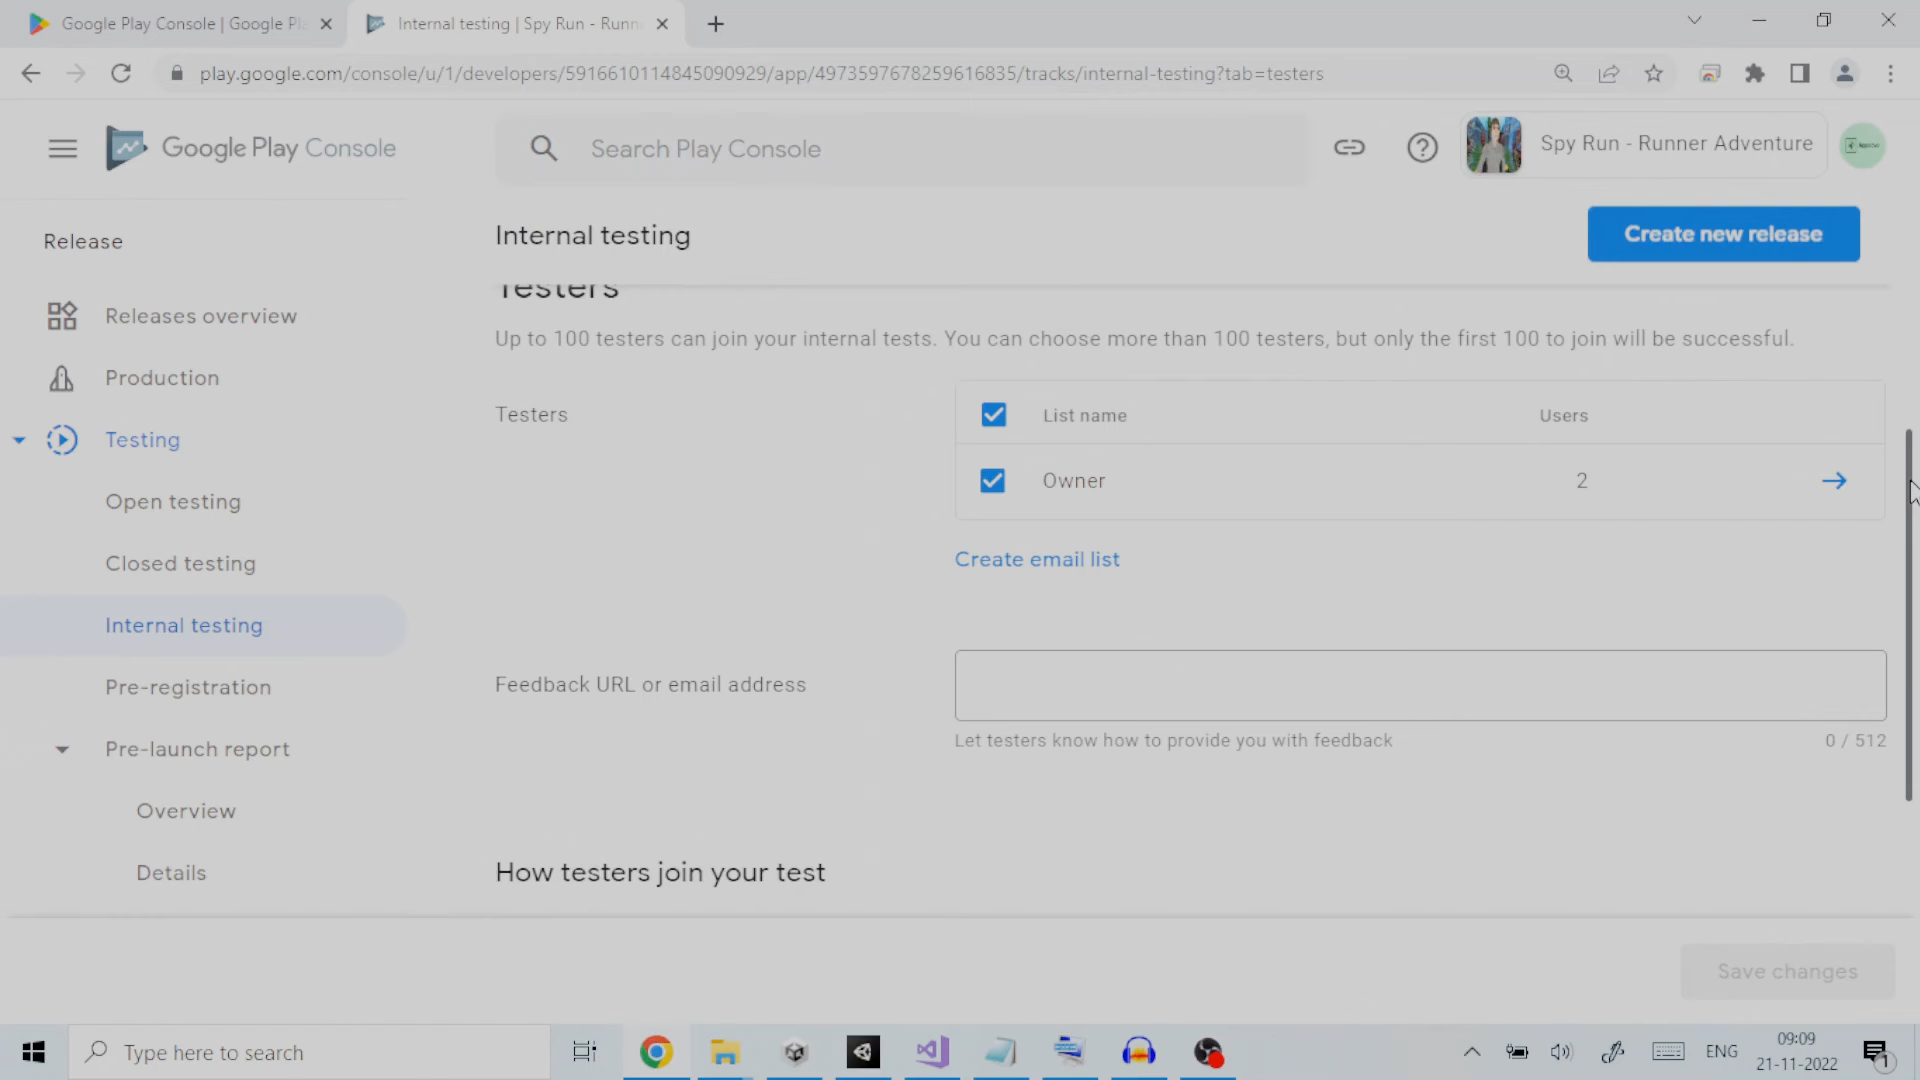 Google Play Console | Google Pla
Internal testing | Spy Run - Runn
play.google.com/console/u/1/developers/5916610114845090929/app/4973597678259616835/tracks/internal-testing?tab=testers
Google Play Console
Search Play Console
Spy Run - Runner Adventure
Release
Internal testing
Create new release
Testers
Up to 100 testers can join your internal tests. You can choose more than 100 testers, but only the first 100 to join will be successful.
Releases overview
Production
Testing
Open testing
Closed testing
Internal testing
Pre-registration
Pre-launch report
Overview
Details
Testers
List name
Users
Owner
2
Create email list
Feedback URL or email address
Let testers know how to provide you with feedback
0 / 512
How testers join your test
Save changes
Type here to search
ENG
09:09
21-11-2022
1